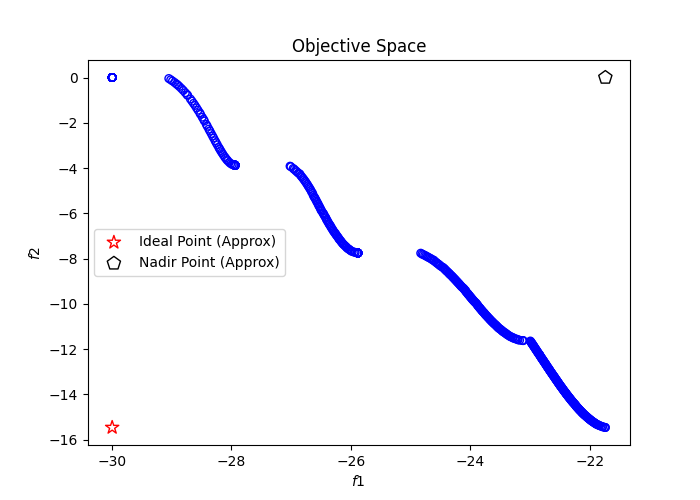 Objective Space
0
−2
−4
−6
−8
−10
−12
−14
−16
f2
Ideal Point (Approx)
Nadir Point (Approx)
−30
−28
−26
−24
−22
f1